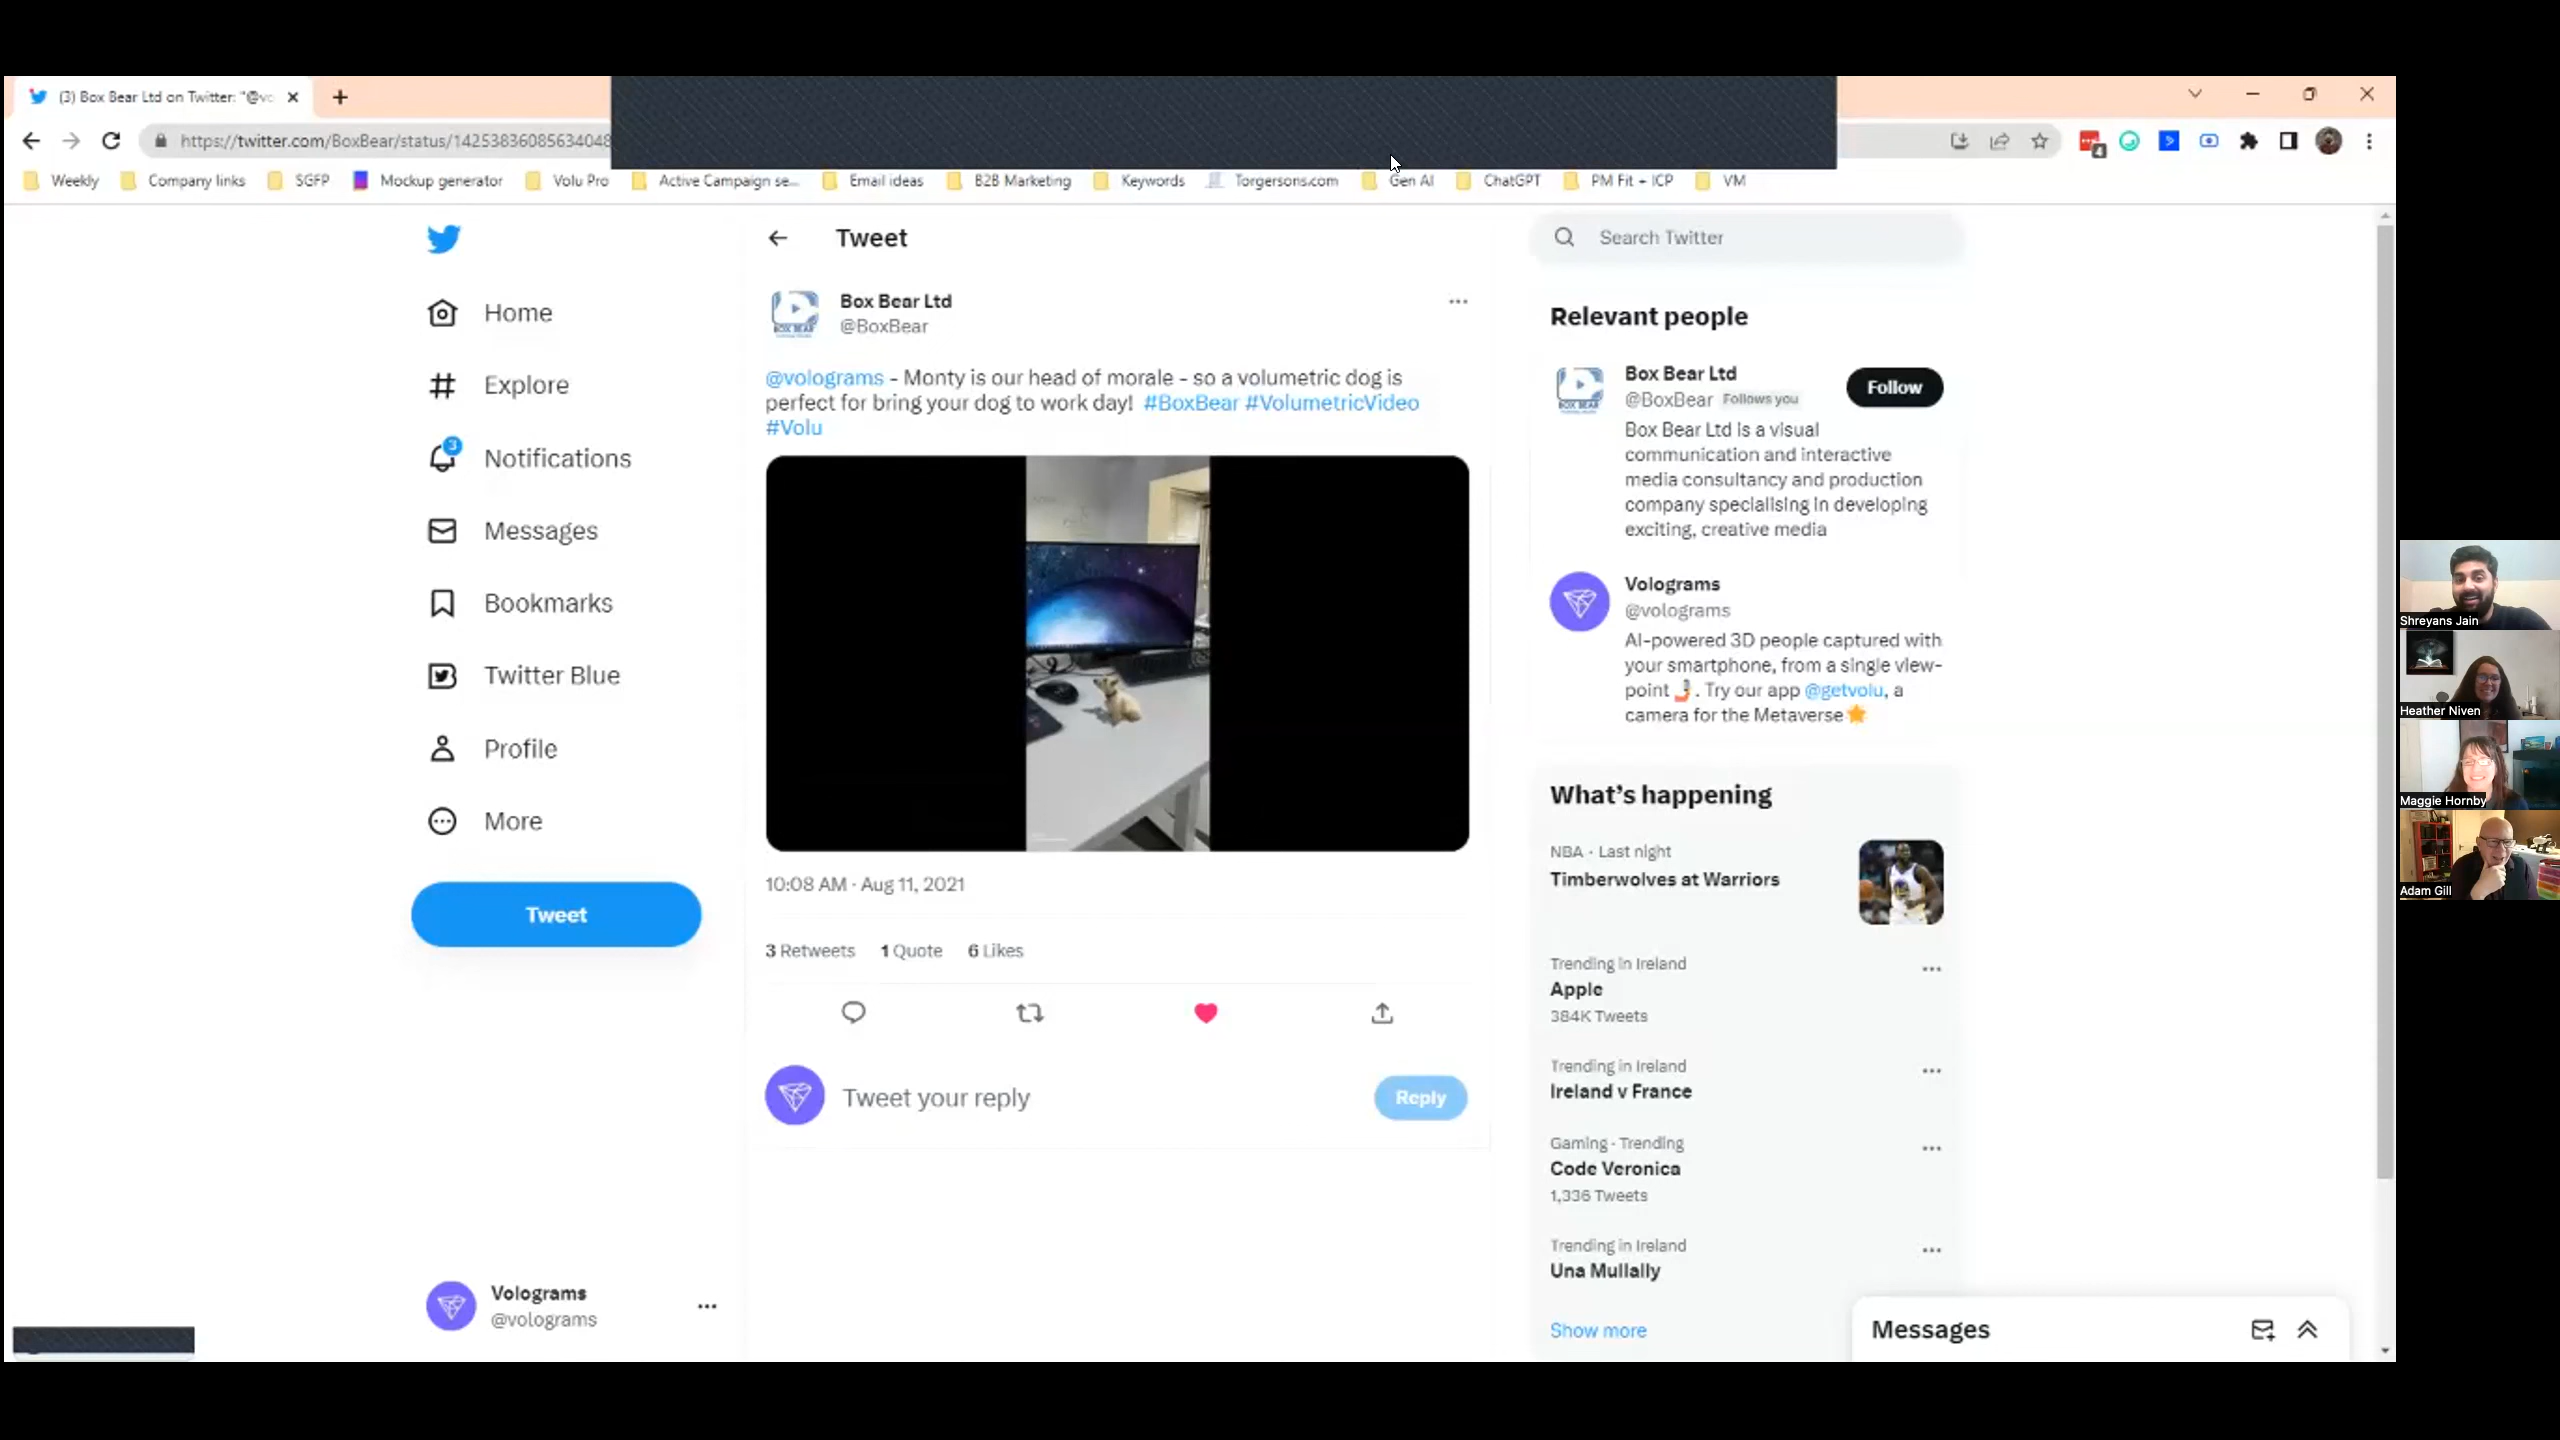 (3) Box Bear Ltd on Twitter: "@vo
https://twitter.com/BoxBear/status/14253836085634048
Weekly Company links SGFP Mockup generator Volu Pro Active Campaign se... Email ideas B2B Marketing Keywords Torgersons.com Gen AI ChatGPT PM Fit + ICP VM
Home
Explore
3
Notifications
Messages
Bookmarks
Twitter Blue
Profile
More
Tweet
Volograms
@volograms
Tweet
Box Bear Ltd
@BoxBear
@volograms - Monty is our head of morale - so a volumetric dog is
perfect for bring your dog to work day! #BoxBear #VolumetricVideo
#Volu
10:08 AM · Aug 11, 2021
3 Retweets 1 Quote 6 Likes
Tweet your reply
Reply
Search Twitter
Relevant people
Box Bear Ltd
@BoxBear Follows you
Follow
Box Bear Ltd is a visual
communication and interactive
media consultancy and production
company specialising in developing
exciting, creative media
Volograms
@volograms
AI-powered 3D people captured with
your smartphone, from a single view-
point 🤳. Try our app @getvolu, a
camera for the Metaverse🌟
What's happening
NBA · Last night
Timberwolves at Warriors
Trending in Ireland
Apple
384K Tweets
Trending in Ireland
Ireland v France
Gaming · Trending
Code Veronica
1,336 Tweets
Trending in Ireland
Una Mullally
Show more
Messages
Shreyans Jain
Heather Niven
Maggie Hornby
Adam Gill